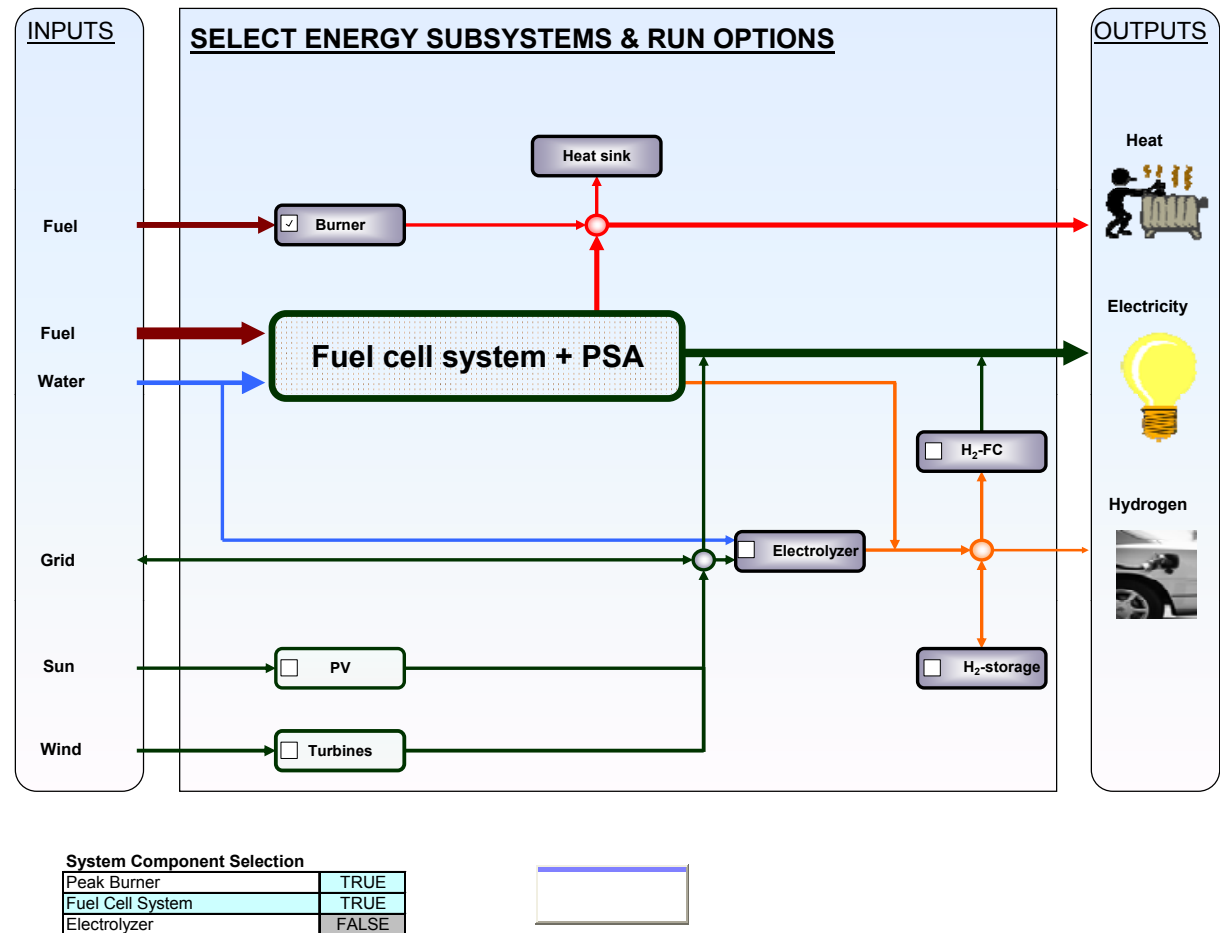 INPUTS
SELECT ENERGY SUBSYSTEMS & RUN OPTIONS
OUTPUTS
Heat
Heat sink
Fuel
Burner
Electricity
Fuel
Fuel cell system + PSA
Water
H₂-FC
Hydrogen
Electrolyzer
Grid
Sun
PV
H₂-storage
Wind
Turbines
System Component Selection
Peak Burner TRUE
Fuel Cell System TRUE
Electrolyzer FALSE